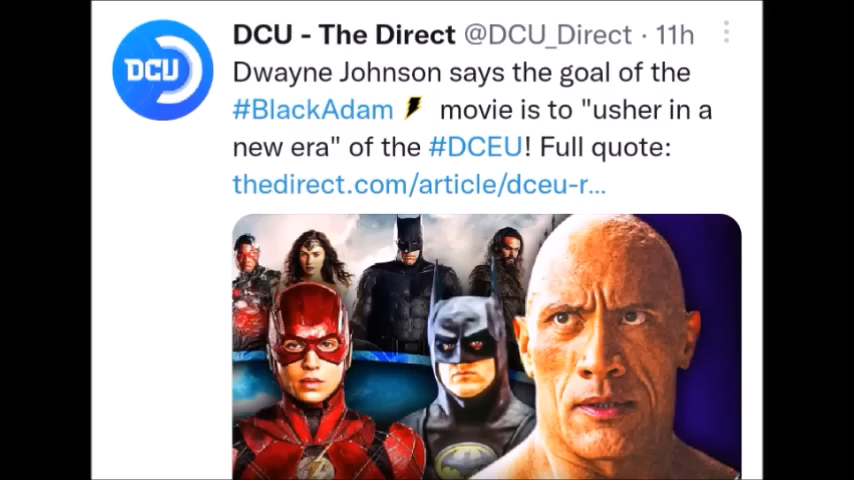 DCU
DCU - The Direct @DCU_Direct · 11h
Dwayne Johnson says the goal of the
#BlackAdam⚡ movie is to "usher in a
new era" of the #DCEU! Full quote:
thedirect.com/article/dceu-r...